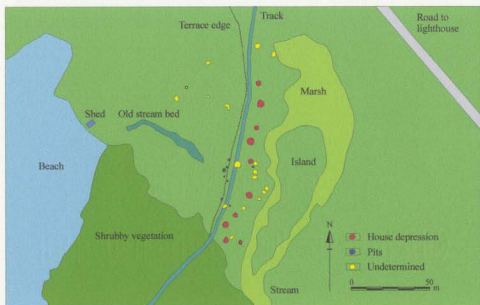 Terrace edge
Track
Road to
lighthouse
Marsh
Shed
Old stream bed
Beach
Island
Shrubby vegetation
N
House depression
Pits
Undetermined
0 50
m
Stream